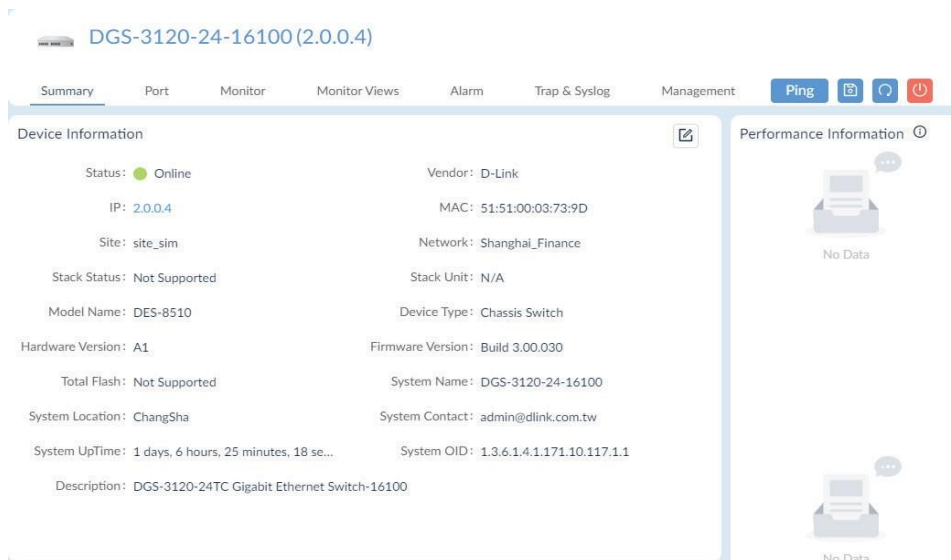 DGS-3120-24-16100 (2.0.0.4)
Summary Port Monitor Monitor Views Alarm Trap & Syslog Management Ping
Device Information
Status: Online Vendor: D-Link
IP: 2.0.0.4 MAC: 51:51:00:03:73:9D
Site: site_sim Network: Shanghai_Finance
Stack Status: Not Supported Stack Unit: N/A
Model Name: DES-8510 Device Type: Chassis Switch
Hardware Version: A1 Firmware Version: Build 3.00.030
Total Flash: Not Supported System Name: DGS-3120-24-16100
System Location: ChangSha System Contact: admin@dlink.com.tw
System UpTime: 1 days, 6 hours, 25 minutes, 18 se... System OID: 1.3.6.1.4.1.171.10.117.1.1
Description: DGS-3120-24TC Gigabit Ethernet Switch-16100
Performance Information
No Data
No Data